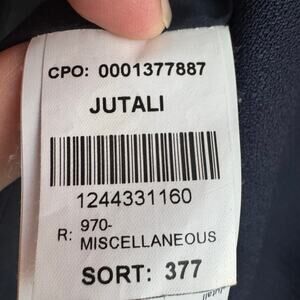 CPO: 0001377887
JUTALI
1244331160
R: 970-
MISCELLANEOUS
SORT: 377